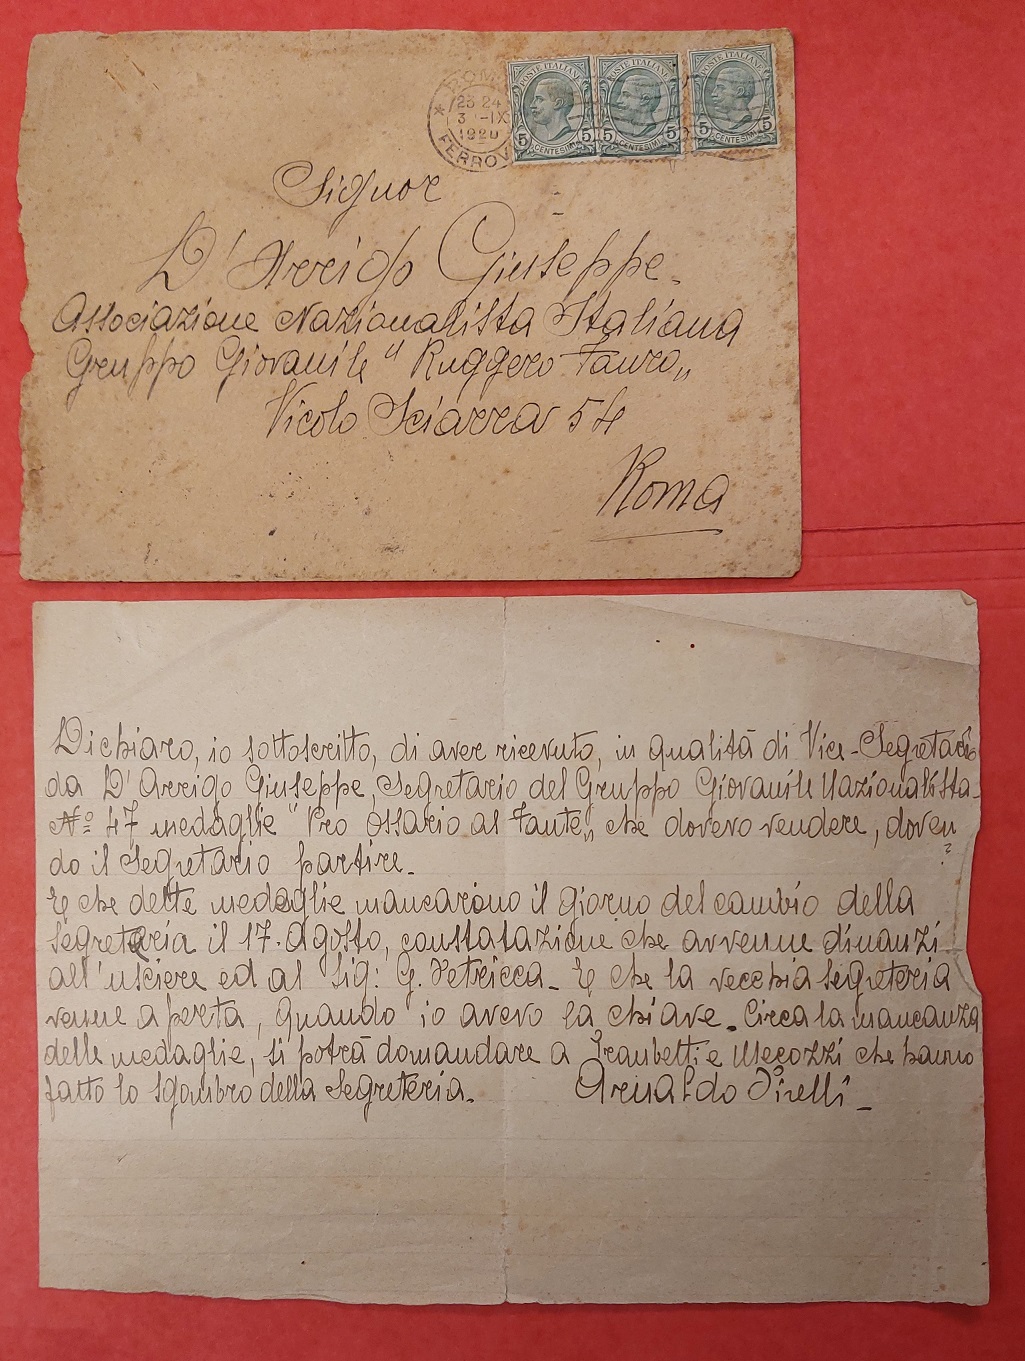 ROM
23 24
3 -IX
1920
FERROV
POSTE ITALIANE
5 CENTESIMI 5
POSTE ITALIANE
5 CENTESIMI 5
POSTE ITALIANE
5 CENTESIMI 5
Signor
D'Arrigo Giuseppe.
Associazione Nazionalista Italiana
Gruppo Giovanile "Ruggero Fauro„
Vicolo Sciarra 54
Roma
Dichiaro, io sottoscritto, di aver ricevuto, in qualità di Vice-Segretario
da D'Arrigo Giuseppe, Segretario del Gruppo Giovanile Nazionalista
Nº 47 medaglie "Pro Ossario al Fante„ che dovevo vendere, doven
do il Segretario partire.
E che dette medaglie mancarono il giorno del cambio della
segreteria il 17. Agosto, constatazione che avvenne dinanzi
all'usciere ed al Sig: G. Petricca. E che la vecchia segreteria
venne aperta, quando io avevo la chiave. Circa la mancanza
delle medaglie, si potrà domandare a Trombetti e Mecozzi che hanno
fatto lo sgombro della Segreteria. Arnaldo Pirelli